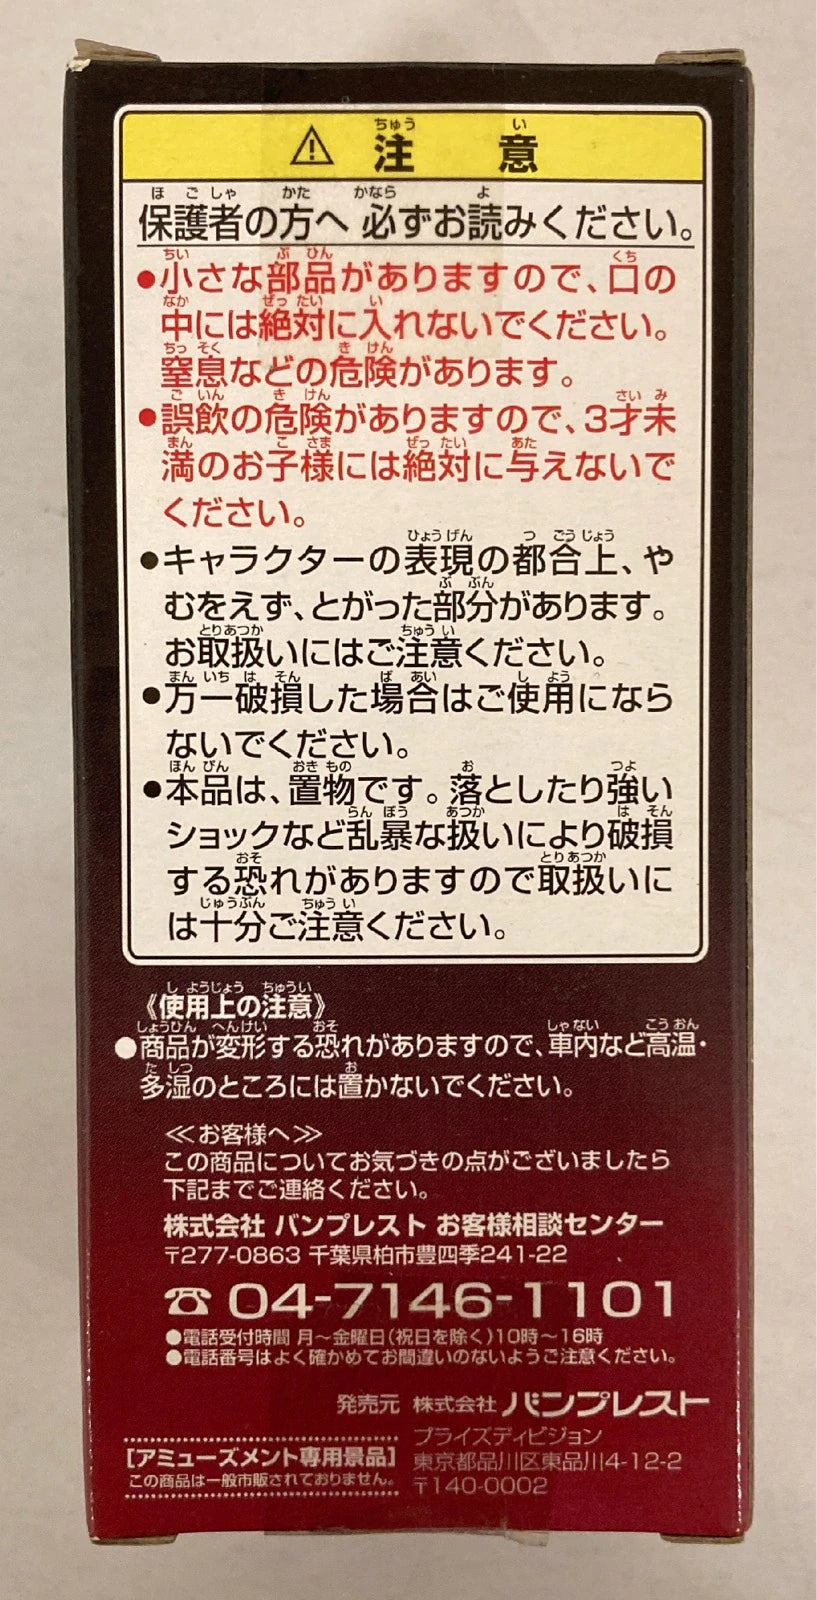 ⚠ 注意
保護者の方へ 必ずお読みください。
●小さな部品がありますので、口の
中には絶対に入れないでください。
窒息などの危険があります。
●誤飲の危険がありますので、3才未
満のお子様には絶対に与えないで
ください。
●キャラクターの表現の都合上、や
むをえず、とがった部分があります。
お取扱いにはご注意ください。
●万一破損した場合はご使用になら
ないでください。
●本品は、置物です。落としたり強い
ショックなど乱暴な扱いにより破損
する恐れがありますので取扱いに
は十分ご注意ください。
《使用上の注意》
●商品が変形する恐れがありますので、車内など高温・
多湿のところには置かないでください。
≪お客様へ≫
この商品についてお気づきの点がございましたら
下記までご連絡ください。
株式会社 バンプレスト お客様相談センター
〒277-0863 千葉県柏市豊四季241-22
☎ 04-7146-1101
●電話受付時間 月～金曜日(祝日を除く)10時～16時
●電話番号はよく確かめてお間違いのないようご注意ください。
発売元 株式会社 バンプレスト
プライズディビジョン
東京都品川区東品川4-12-2
〒140-0002
[アミューズメント専用景品]
この商品は一般市販されておりません。